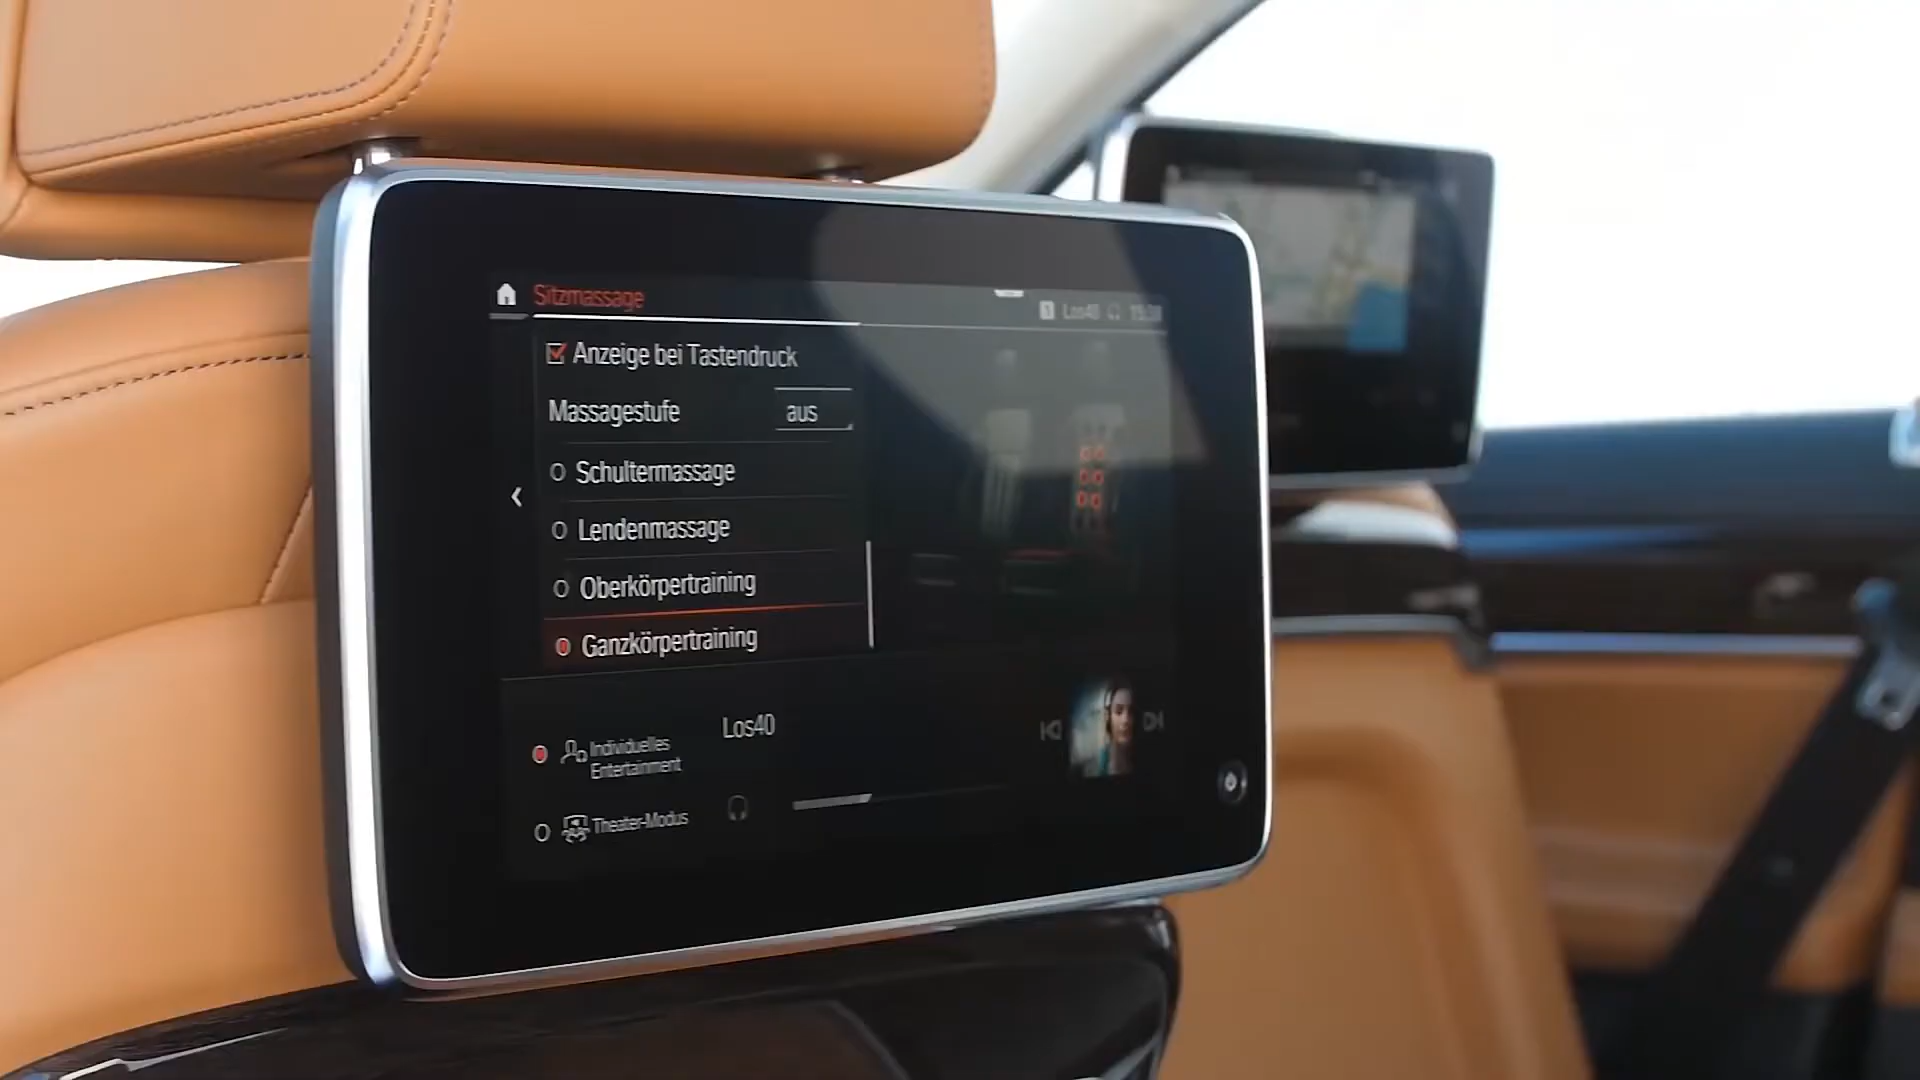 Sitzmassage
Los40
Anzeige bei Tastendruck
Massagestufe aus
Schultermassage
Lendenmassage
Oberkörpertraining
Ganzkörpertraining
Los40
Individuelles
Entertainment
Theater-Modus